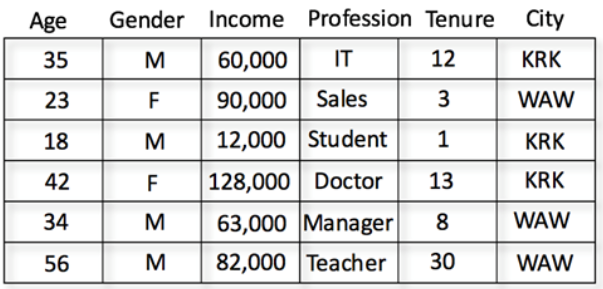 Age Gender Income Profession Tenure City
35 M 60,000 IT 12 KRK
23 F 90,000 Sales 3 WAW
18 M 12,000 Student 1 KRK
42 F 128,000 Doctor 13 KRK
34 M 63,000 Manager 8 WAW
56 M 82,000 Teacher 30 WAW